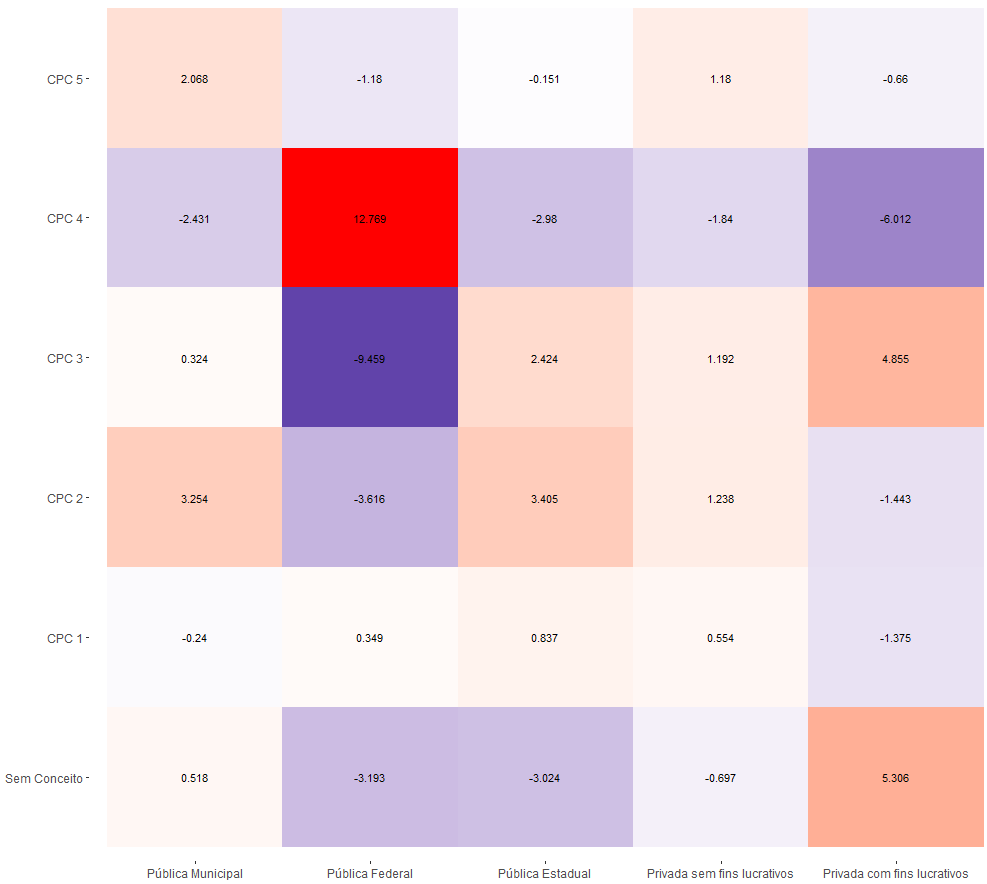 CPC 5 2.068 -1.18 -0.151 1.18 -0.66
CPC 4 -2.431 12.769 -2.98 -1.84 -6.012
CPC 3 0.324 -9.459 2.424 1.192 4.855
CPC 2 3.254 -3.616 3.405 1.238 -1.443
CPC 1 -0.24 0.349 0.837 0.554 -1.375
Sem Conceito 0.518 -3.193 -3.024 -0.697 5.306
Pública Municipal Pública Federal Pública Estadual Privada sem fins lucrativos Privada com fins lucrativos